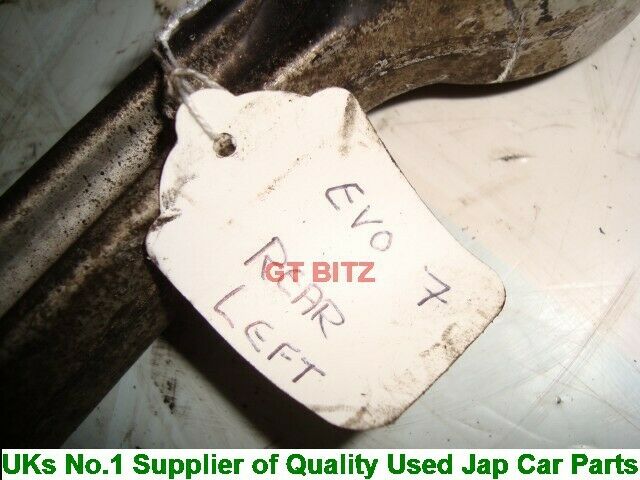 EVO 7
REAR
LEFT
GT BITZ
UKs No.1 Supplier of Quality Used Jap Car Parts